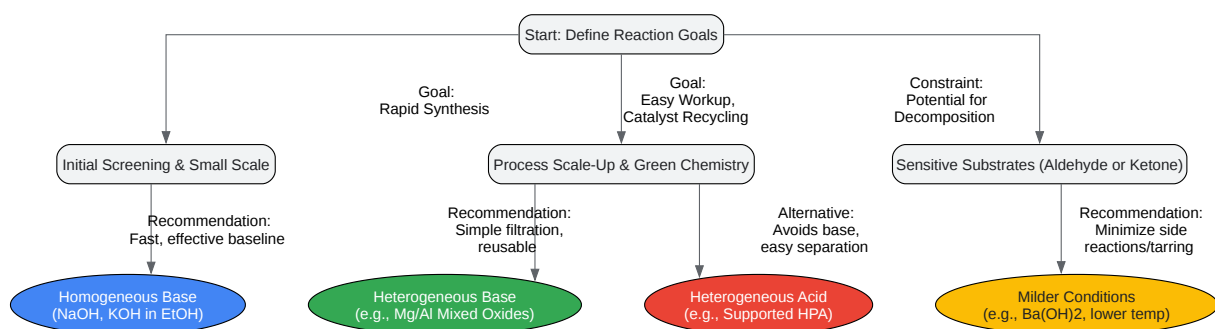 Start: Define Reaction Goals
Goal:
Rapid Synthesis
Goal:
Easy Workup,
Catalyst Recycling
Constraint:
Potential for
Decomposition
Initial Screening & Small Scale
Process Scale-Up & Green Chemistry
Sensitive Substrates (Aldehyde or Ketone)
Recommendation:
Fast, effective baseline
Recommendation:
Simple filtration,
reusable
Alternative:
Avoids base,
easy separation
Recommendation:
Minimize side
reactions/tarring
Homogeneous Base
(NaOH, KOH in EtOH)
Heterogeneous Base
(e.g., Mg/Al Mixed Oxides)
Heterogeneous Acid
(e.g., Supported HPA)
Milder Conditions
(e.g., Ba(OH)2, lower temp)